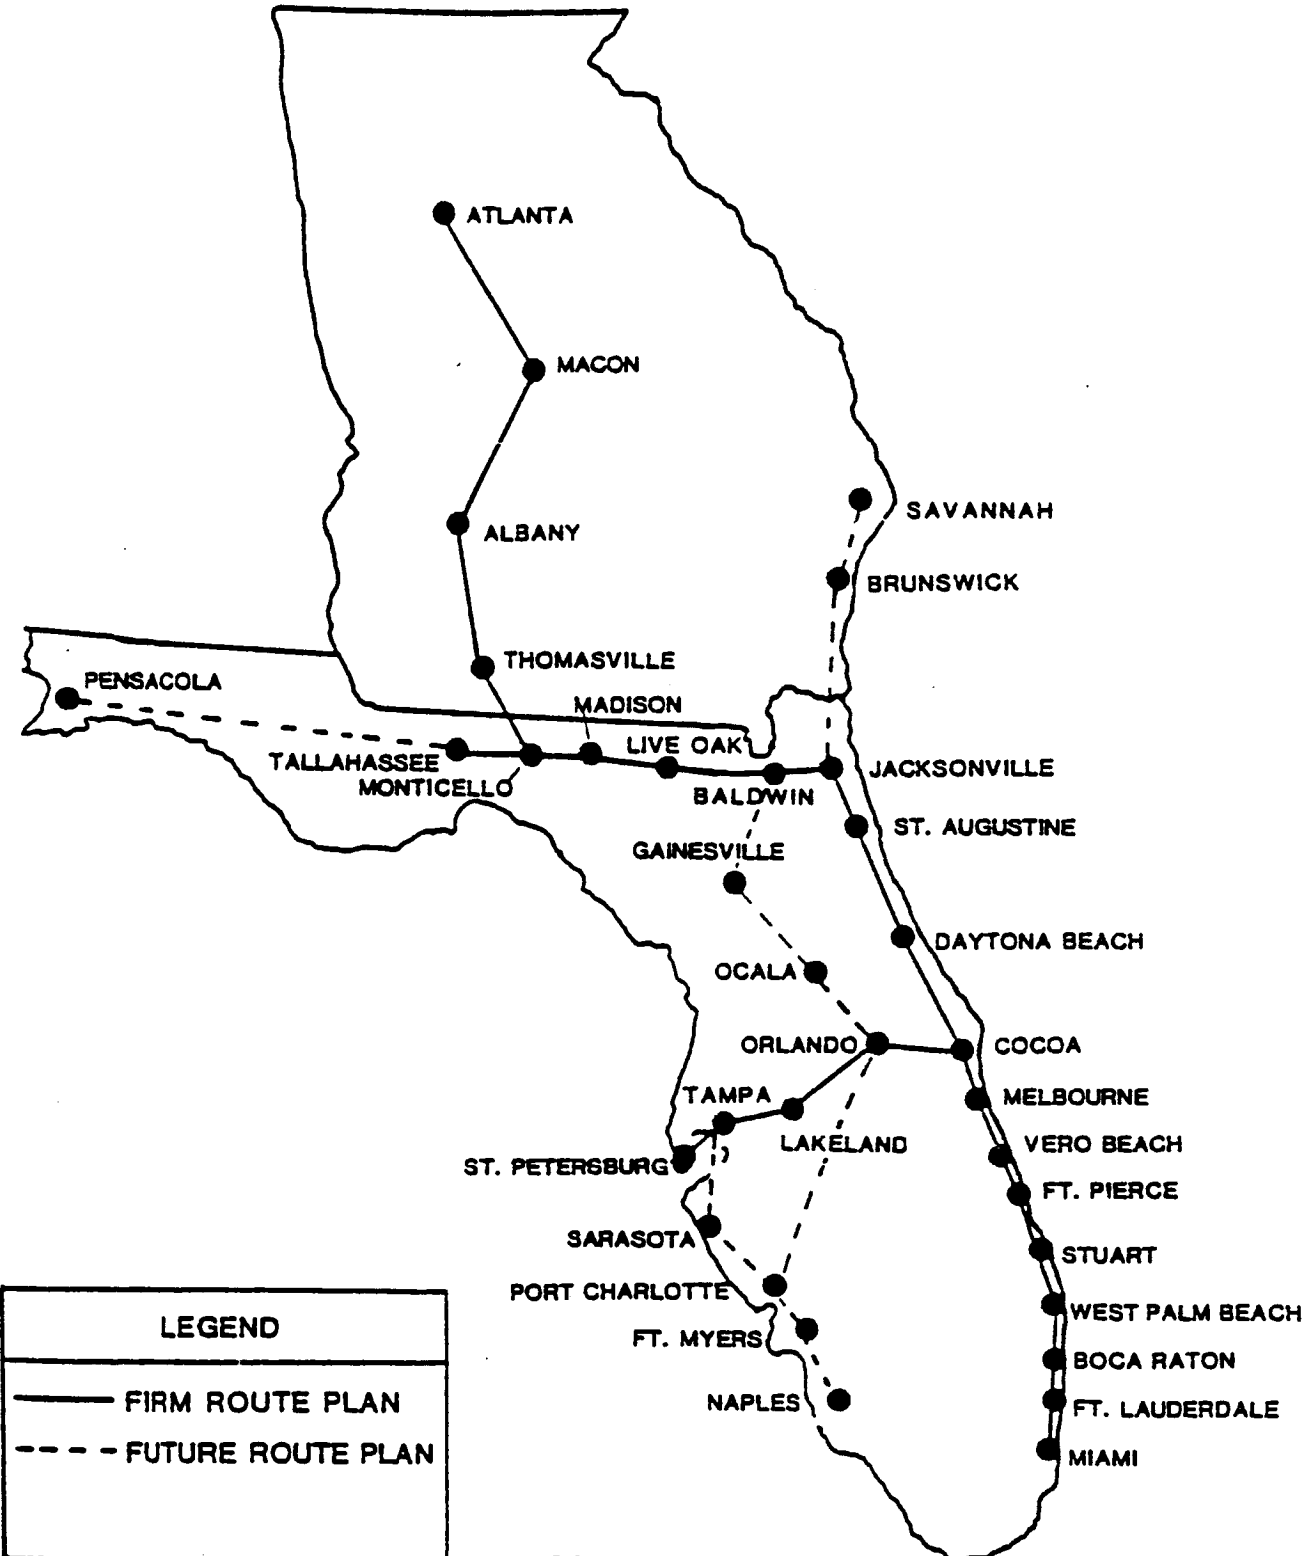 ATLANTA
MACON
SAVANNAH
ALBANY
BRUNSWICK
THOMASVILLE
PENSACOLA
MADISON
LIVE OAK
TALLAHASSEE
JACKSONVILLE
MONTICELLO
BALDWIN
ST. AUGUSTINE
GAINESVILLE
DAYTONA BEACH
OCALA
ORLANDO
COCOA
TAMPA
MELBOURNE
LAKELAND
VERO BEACH
ST. PETERSBURG
FT. PIERCE
SARASOTA
STUART
PORT CHARLOTTE
WEST PALM BEACH
FT. MYERS
BOCA RATON
NAPLES
FT. LAUDERDALE
MIAMI
LEGEND
FIRM ROUTE PLAN
FUTURE ROUTE PLAN